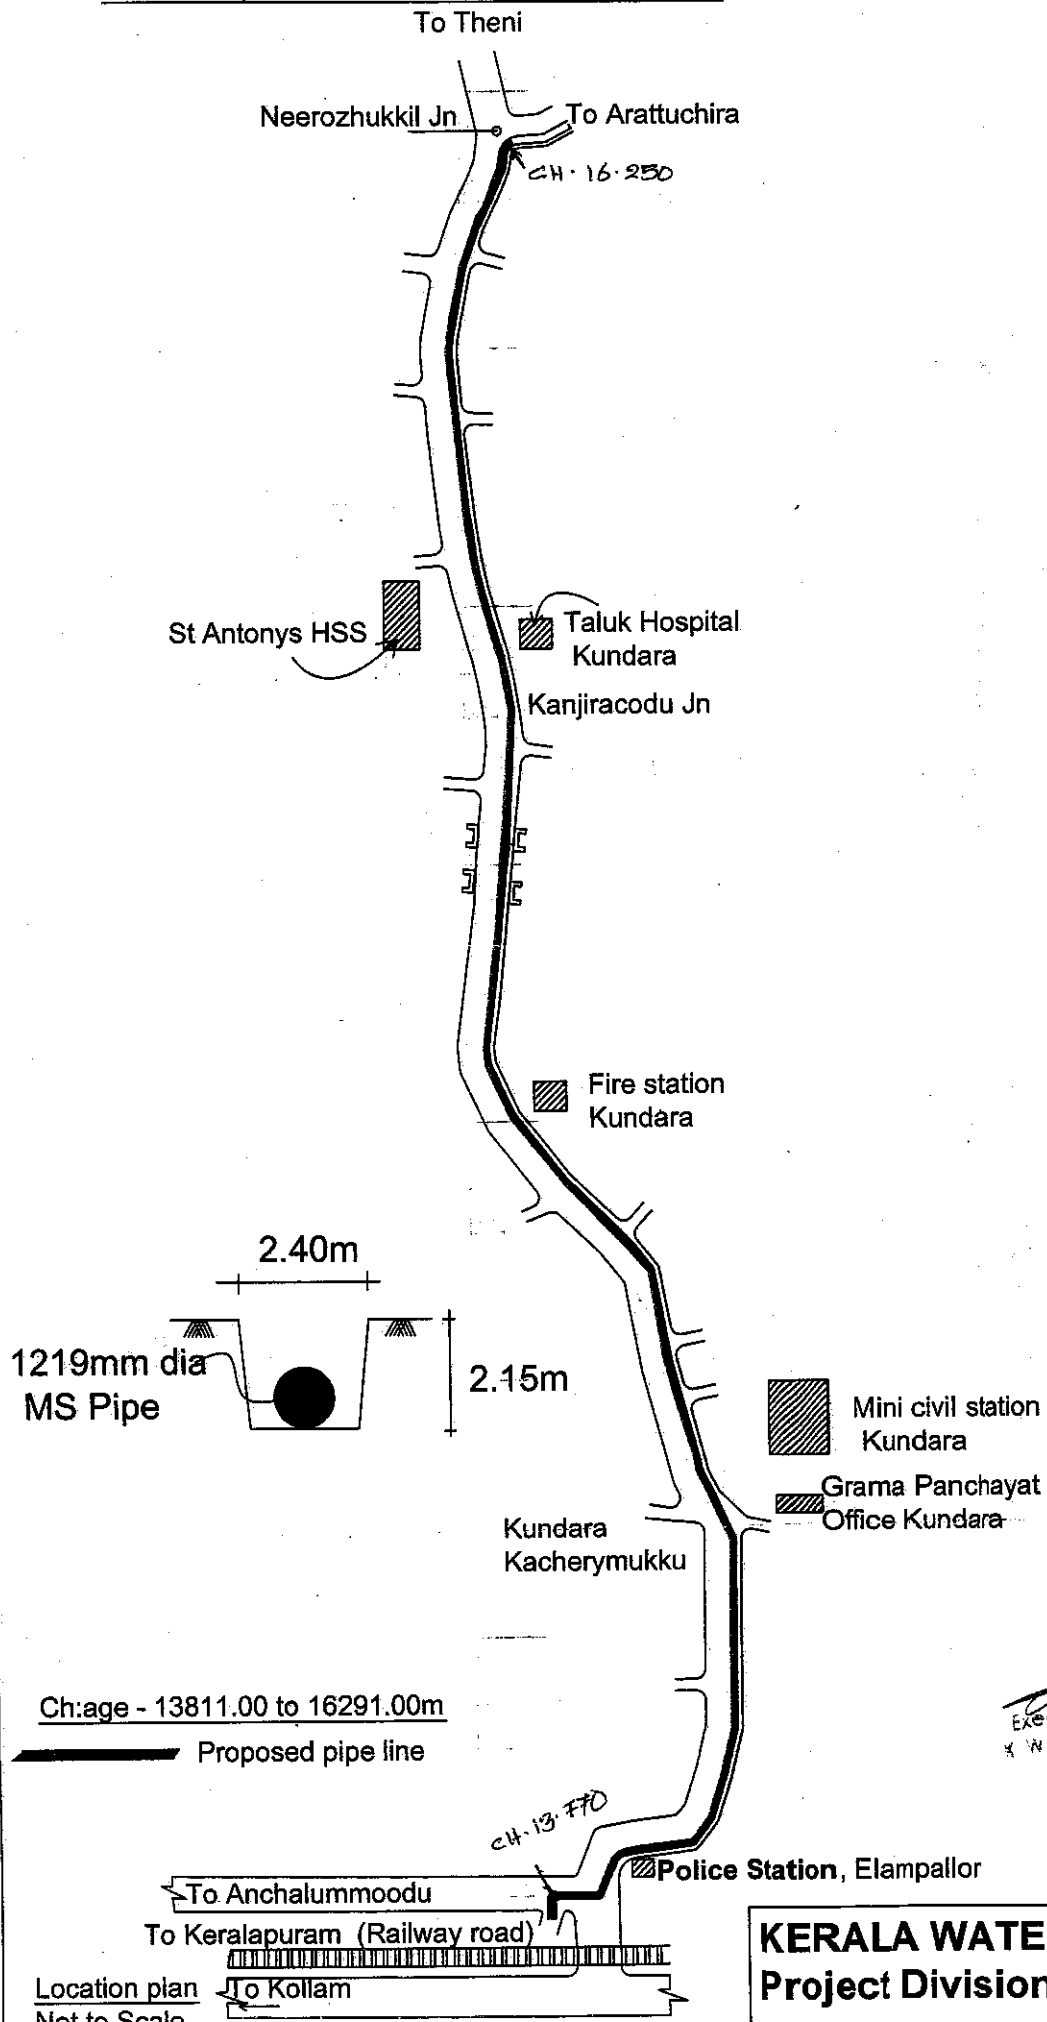 To Theni
Neerozhukkil Jn
To Arattuchira
CH·16·250
St Antonys HSS
Taluk Hospital
Kundara
Kanjiracodu Jn
Fire station
Kundara
2.40m
1219mm dia
MS Pipe
2.15m
Mini civil station
Kundara
Grama Panchayat
Office Kundara
Kundara
Kacherymukku
Ch:age - 13811.00 to 16291.00m
Proposed pipe line
CH·13·770
Police Station, Elampallor
To Anchalummoodu
To Keralapuram (Railway road)
KERALA WATE
Project Division
Location plan
To Kollam
Not to Scale